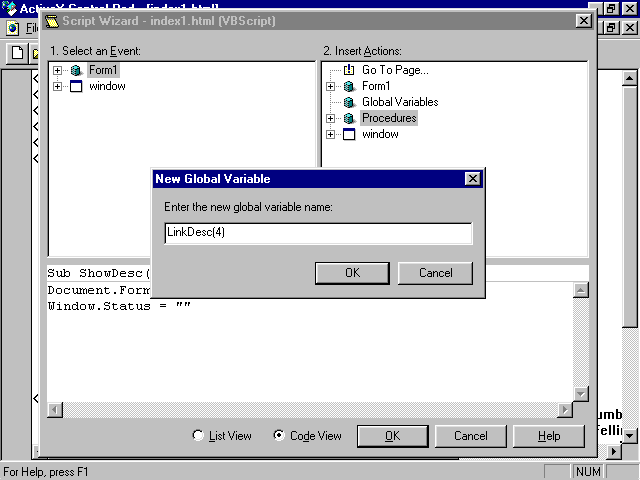 ActiveX Control Pad - [index1.html]
Script Wizard - index1.html (VBScript)
1. Select an Event:
2. Insert Actions:
Form1
window
Go To Page...
Form1
Global Variables
Procedures
window
New Global Variable
Enter the new global variable name:
LinkDesc(4)
OK
Cancel
Sub ShowDesc(
Document.Form
Window.Status = ""
List View
Code View
OK
Cancel
Help
For Help, press F1
NUM